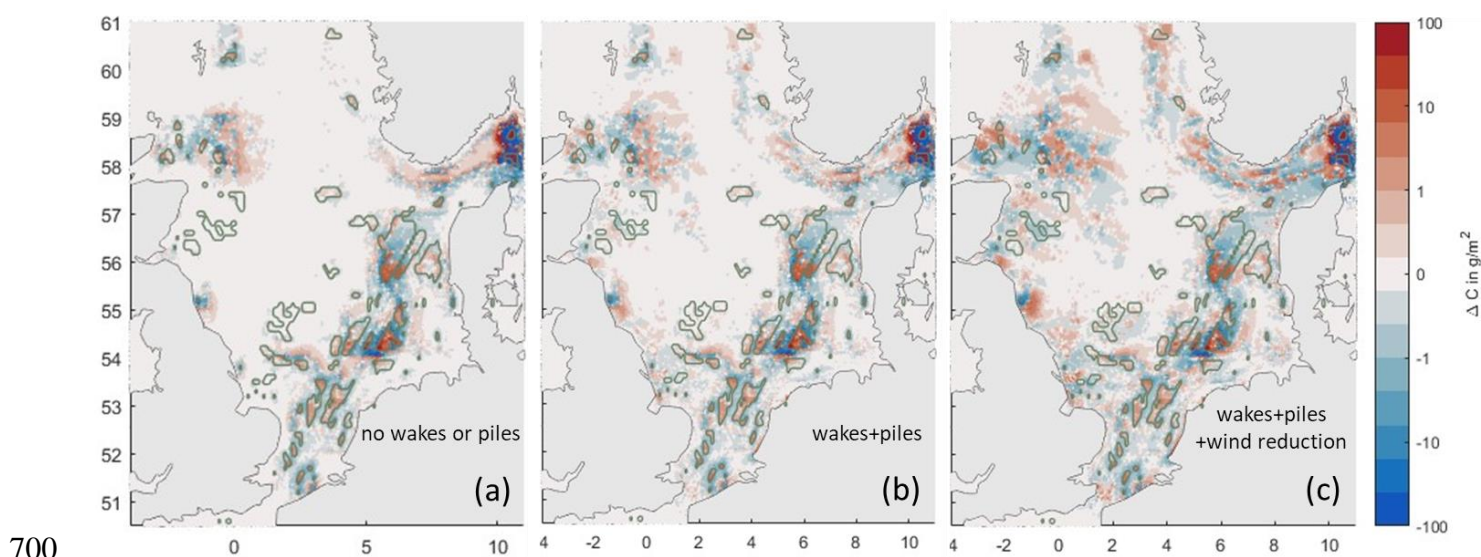 61
60
59
58
57
56
55
54
53
52
51
no wakes or piles
(a)
0 5 10
wakes+piles
(b)
4 -2 0 2 4 6 8 10
wakes+piles
+wind reduction
(c)
4 -2 0 2 4 6 8 10
100
10
1
0
-1
-10
-100
Δ C in g/m²
700